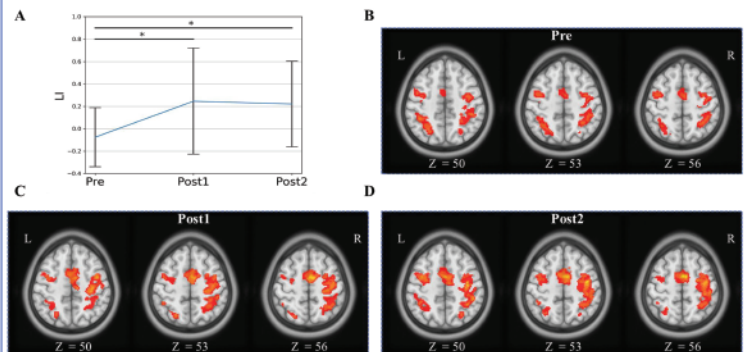 A
1.0
0.8
0.6
0.4
0.2
0.0
−0.2
−0.4
LI
*
*
Pre
Post1
Post2
B
Pre
L
R
Z = 50
Z = 53
Z = 56
C
Post1
L
R
Z = 50
Z = 53
Z = 56
D
Post2
L
R
Z = 50
Z = 53
Z = 56